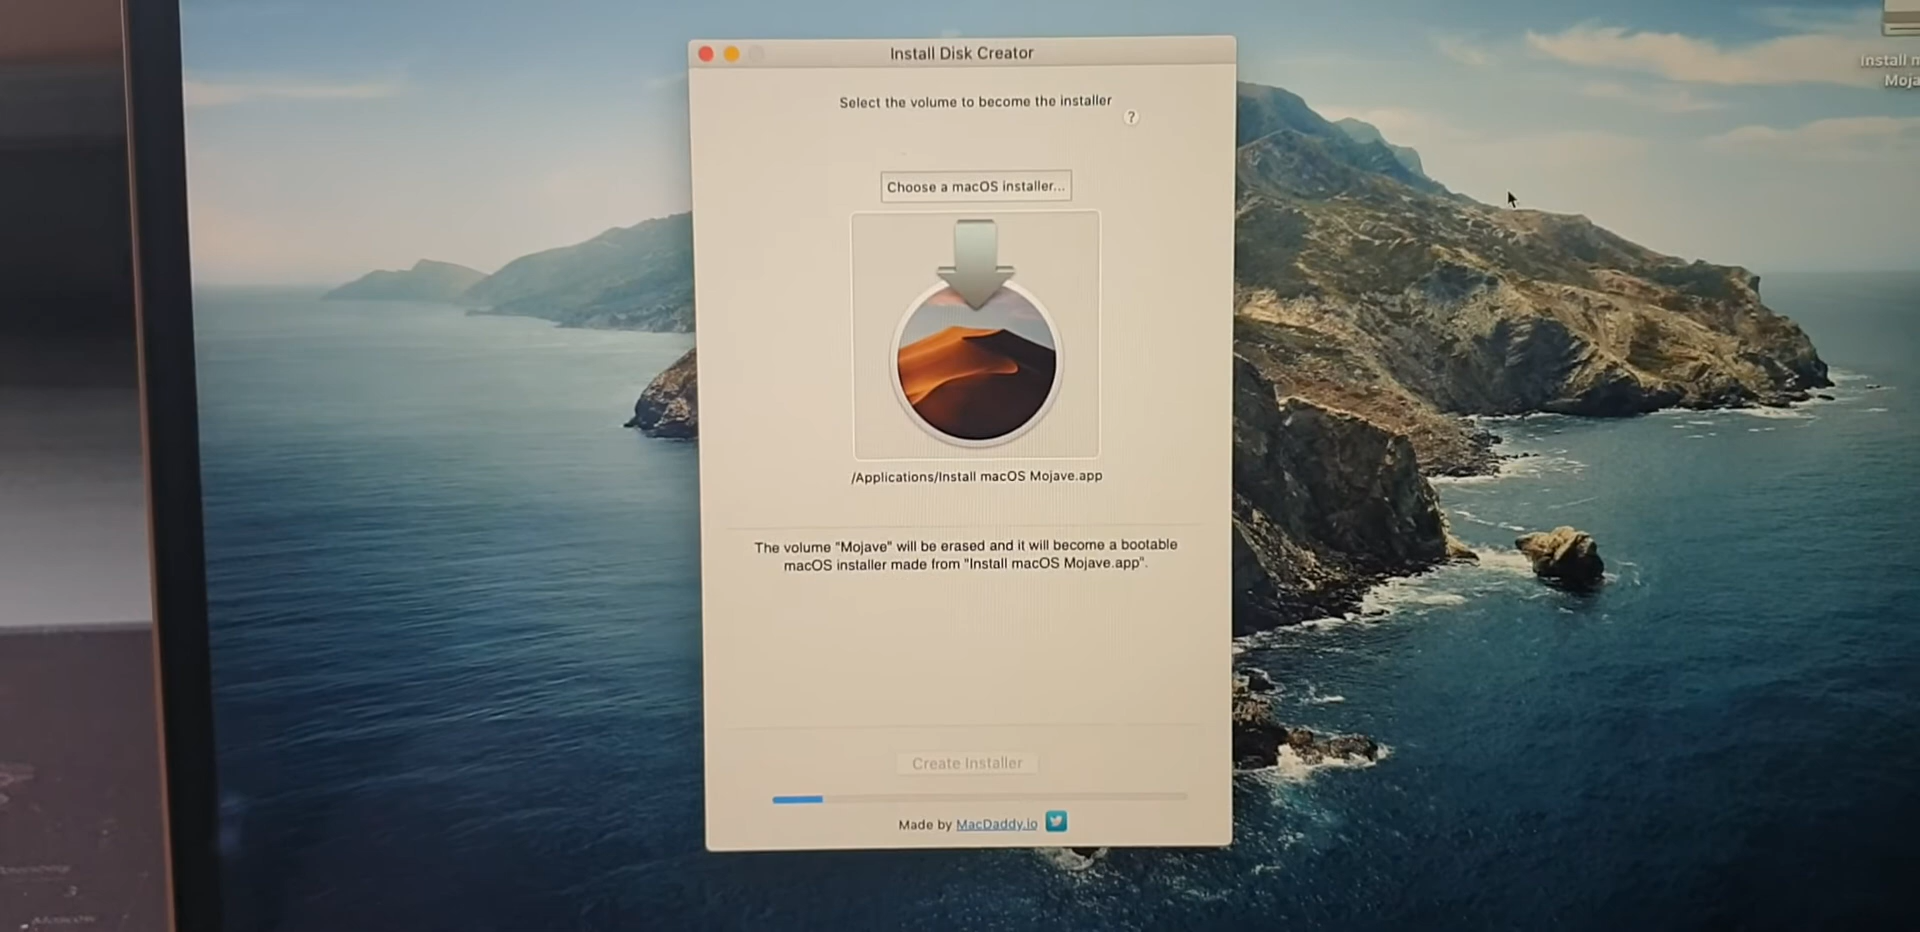 Install Disk Creator
Select the volume to become the installer
?
Choose a macOS installer...
/Applications/Install macOS Mojave.app
The volume "Mojave" will be erased and it will become a bootable
macOS installer made from "Install macOS Mojave.app".
Create Installer
Made by MacDaddy.io
Install